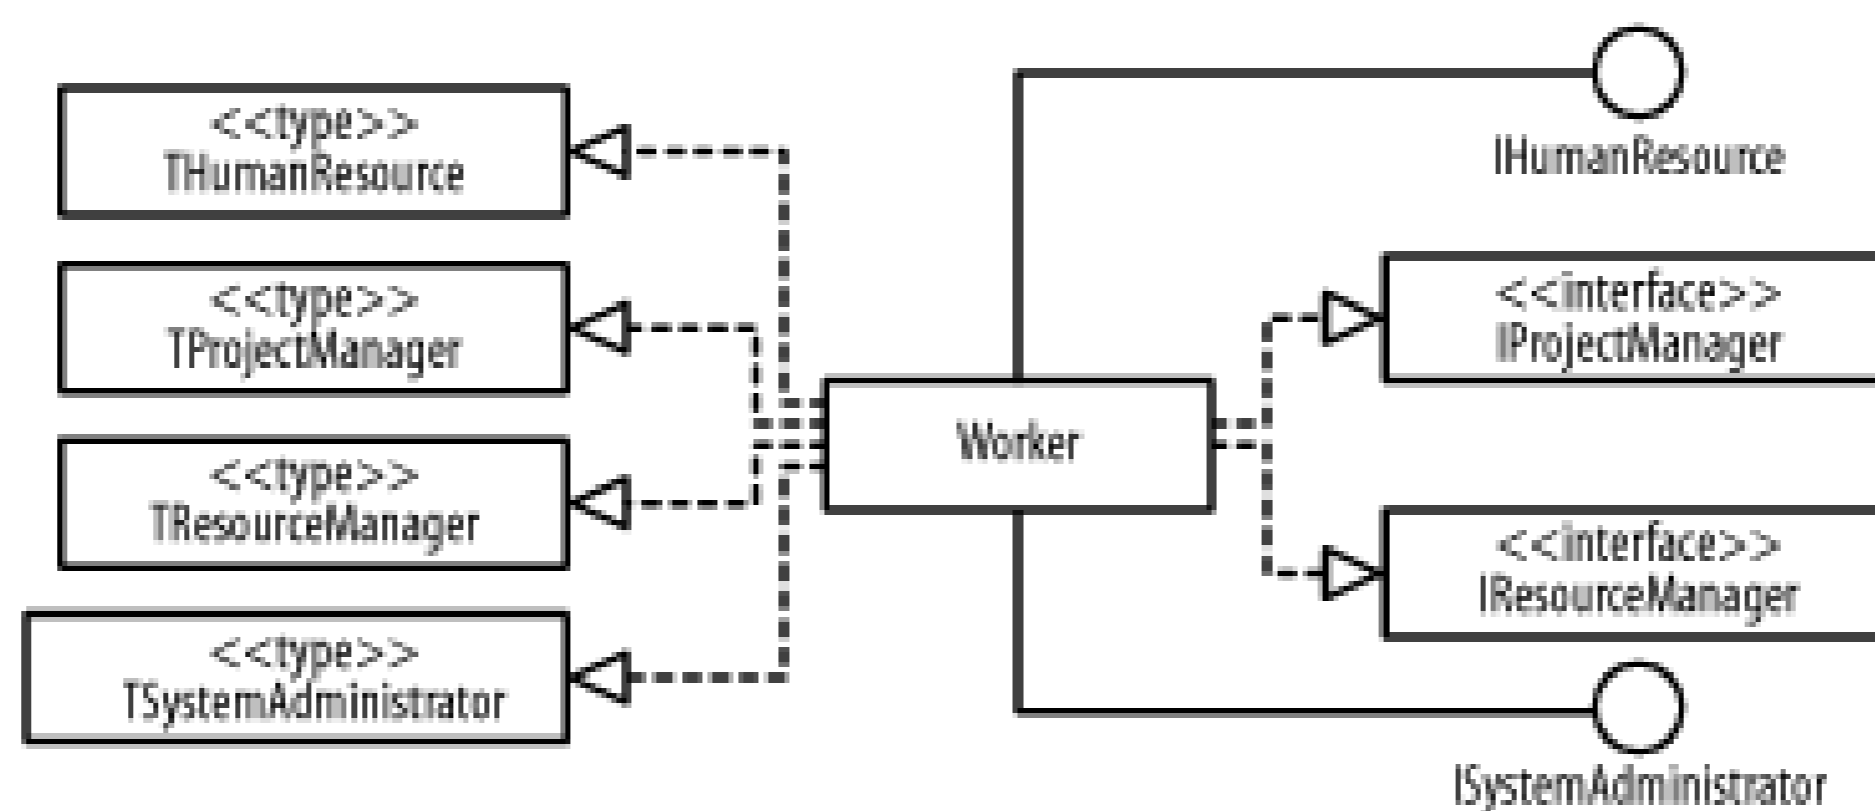 <<type>>
THumanResource
<<type>>
TProjectManager
<<type>>
TResourceManager
<<type>>
TSystemAdministrator
Worker
IHumanResource
<<interface>>
IProjectManager
<<interface>>
IResourceManager
ISystemAdministrator